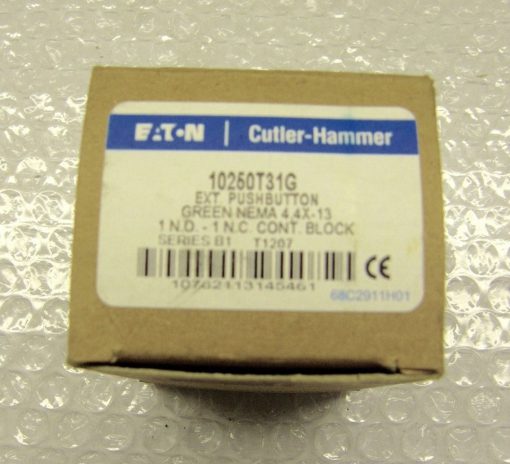 EATON | Cutler-Hammer
10250T31G
EXT. PUSHBUTTON
GREEN NEMA 4,4X-13
1 N.O. - 1 N.C. CONT. BLOCK
SERIES B1 T1207
10782113145461
CE
68C2911H01